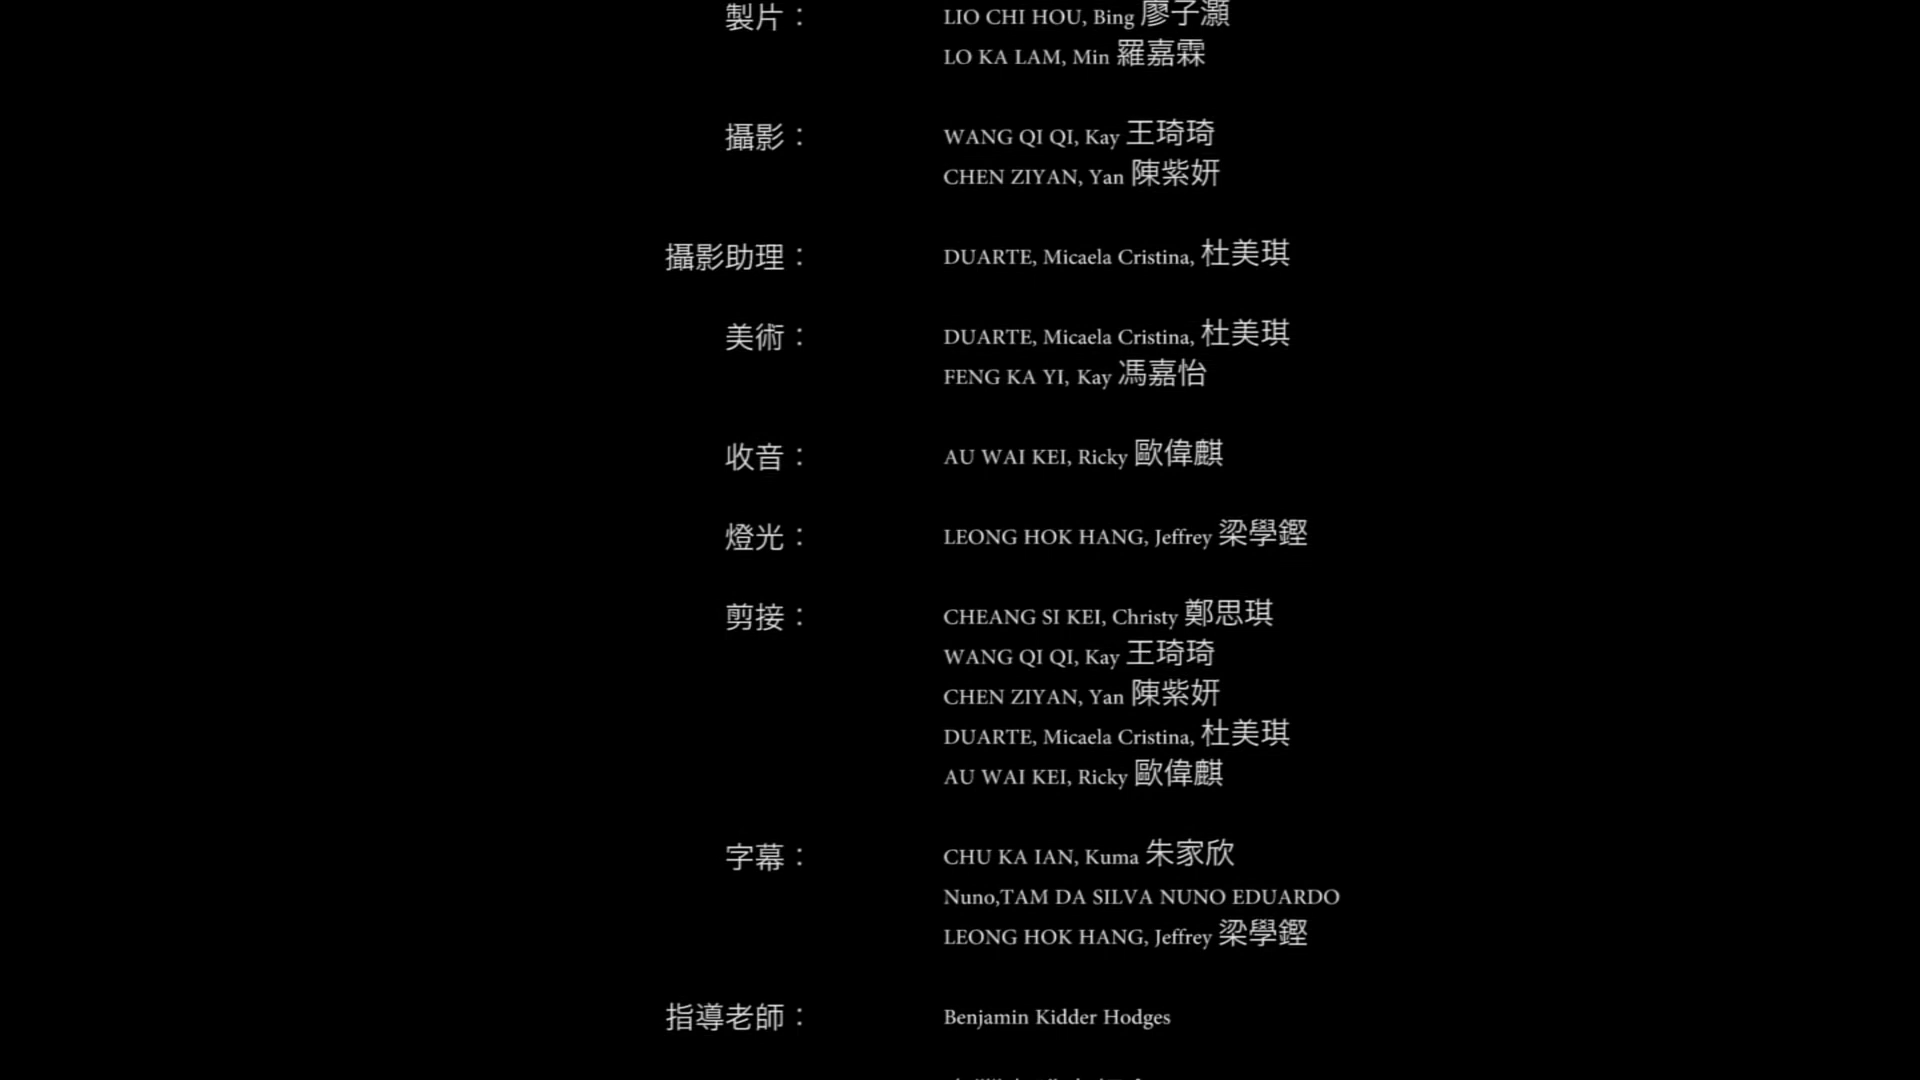 製片： LIO CHI HOU, Bing 廖子灝
LO KA LAM, Min 羅嘉霖
攝影： WANG QI QI, Kay 王琦琦
CHEN ZIYAN, Yan 陳紫妍
攝影助理： DUARTE, Micaela Cristina, 杜美琪
美術： DUARTE, Micaela Cristina, 杜美琪
FENG KA YI, Kay 馮嘉怡
收音： AU WAI KEI, Ricky 歐偉麒
燈光： LEONG HOK HANG, Jeffrey 梁學鏗
剪接： CHEANG SI KEI, Christy 鄭思琪
WANG QI QI, Kay 王琦琦
CHEN ZIYAN, Yan 陳紫妍
DUARTE, Micaela Cristina, 杜美琪
AU WAI KEI, Ricky 歐偉麒
字幕： CHU KA IAN, Kuma 朱家欣
Nuno,TAM DA SILVA NUNO EDUARDO
LEONG HOK HANG, Jeffrey 梁學鏗
指導老師： Benjamin Kidder Hodges